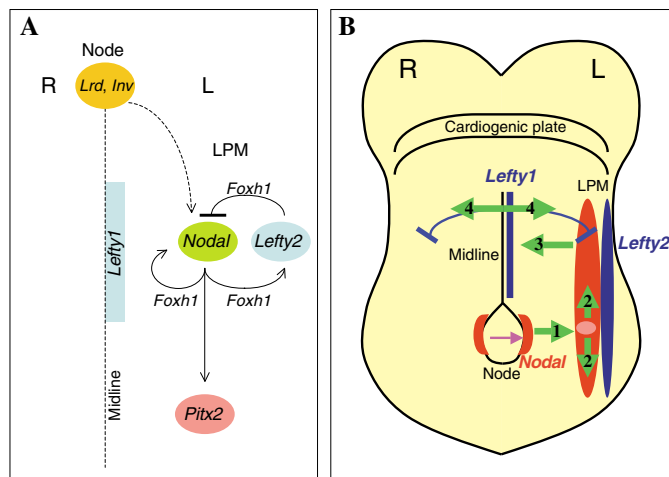 A
Node
R
Lrd, Inv
L
LPM
Foxh1
Nodal
Lefty2
Lefty1
Foxh1
Foxh1
Midline
Pitx2
B
R
L
Cardiogenic plate
Lefty1
LPM
4
4
Lefty2
Midline
3
2
1
Nodal
2
Node